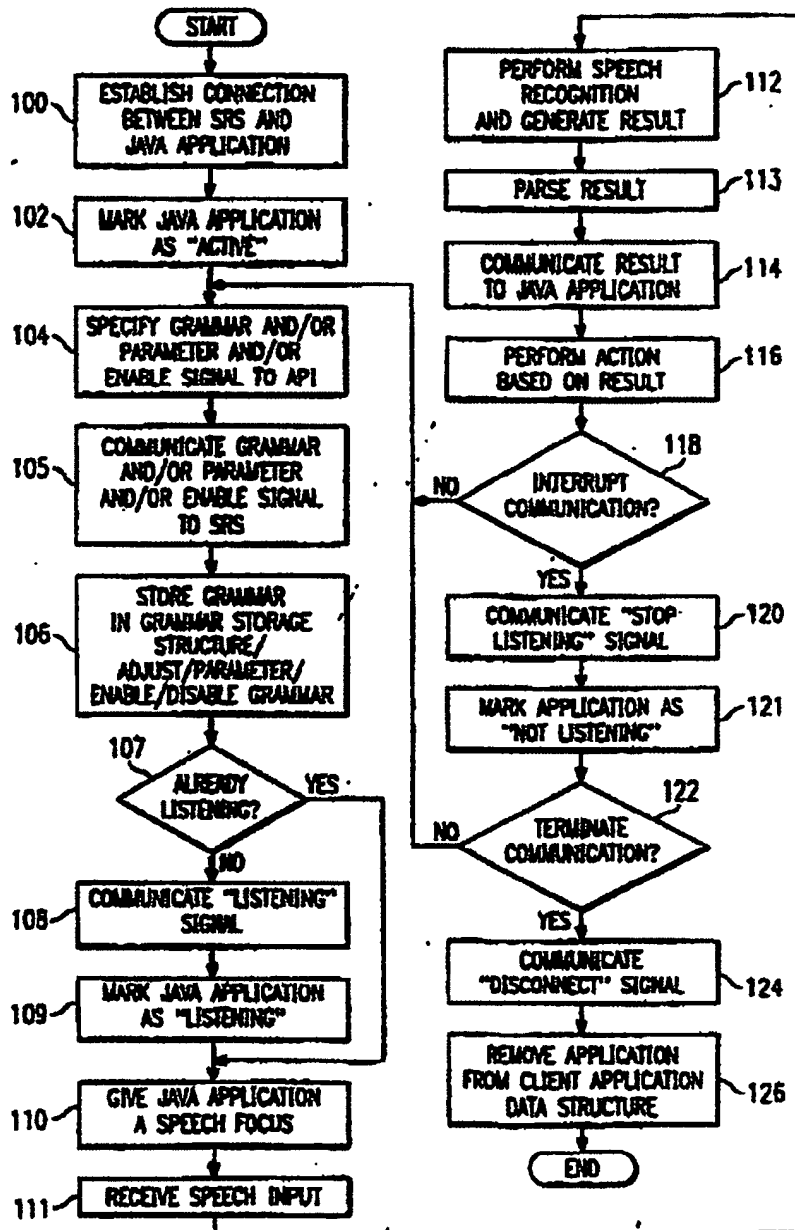 START
100
ESTABLISH CONNECTION
BETWEEN SRS AND
JAVA APPLICATION
102
MARK JAVA APPLICATION
AS "ACTIVE"
104
SPECIFY GRAMMAR AND/OR
PARAMETER AND/OR
ENABLE SIGNAL TO API
105
COMMUNICATE GRAMMAR
AND/OR PARAMETER
AND/OR ENABLE SIGNAL
TO SRS
106
STORE GRAMMAR
IN GRAMMAR STORAGE
STRUCTURE/
ADJUST/PARAMETER/
ENABLE/DISABLE GRAMMAR
107
ALREADY
LISTENING?
YES
NO
108
COMMUNICATE "LISTENING"
SIGNAL
109
MARK JAVA APPLICATION
AS "LISTENING"
110
GIVE JAVA APPLICATION
A SPEECH FOCUS
111
RECEIVE SPEECH INPUT
PERFORM SPEECH
RECOGNITION
AND GENERATE RESULT
112
PARSE RESULT
113
COMMUNICATE RESULT
TO JAVA APPLICATION
114
PERFORM ACTION
BASED ON RESULT
116
118
INTERRUPT
COMMUNICATION?
NO
YES
COMMUNICATE "STOP
LISTENING" SIGNAL
120
MARK APPLICATION AS
"NOT LISTENING"
121
122
TERMINATE
COMMUNICATION?
NO
YES
COMMUNICATE
"DISCONNECT" SIGNAL
124
REMOVE APPLICATION
FROM CLIENT APPLICATION
DATA STRUCTURE
126
END